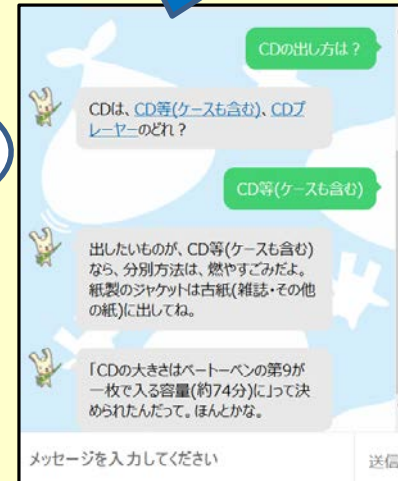 CDの出し方は？
CDは、CD等(ケースも含む)、CDプ
レーヤーのどれ？
CD等(ケースも含む)
出したいものが、CD等(ケースも含む)
なら、分別方法は、燃やすごみだよ。
紙製のジャケットは古紙(雑誌・その他
の紙)に出してね。
「CDの大きさはベートーベンの第9が
一枚で入る容量(約74分)に」って決
められたんだって。ほんとかな。
メッセージを入力してください
送信